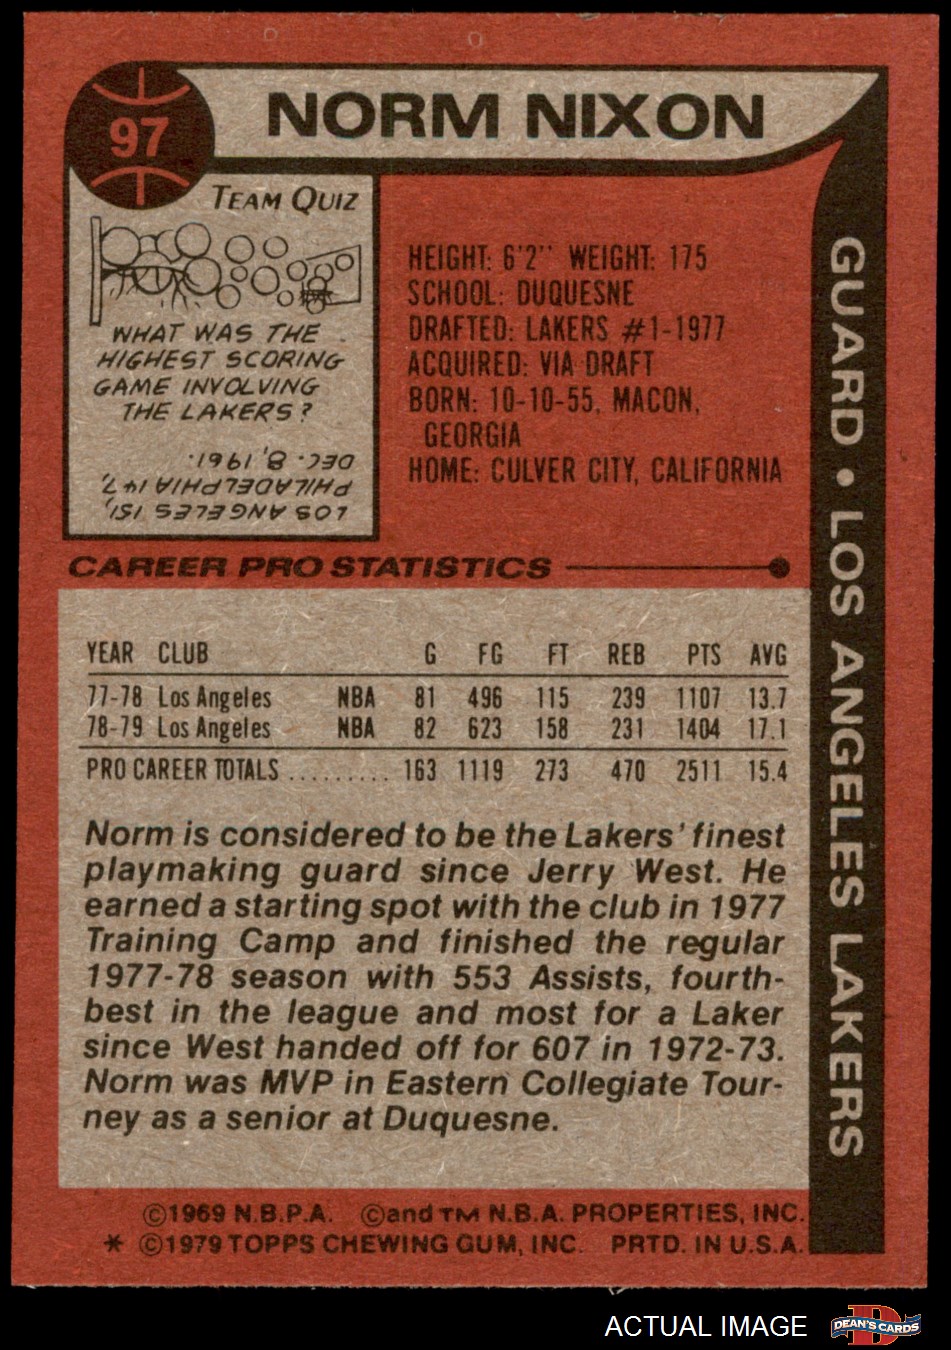 97
NORM NIXON
TEAM QUIZ
WHAT WAS THE
HIGHEST SCORING
GAME INVOLVING
THE LAKERS?
LOS ANGELES 151,
PHILADELPHIA 147,
DEC. 8, 1961.
HEIGHT: 6'2'' WEIGHT: 175
SCHOOL: DUQUESNE
DRAFTED: LAKERS #1-1977
ACQUIRED: VIA DRAFT
BORN: 10-10-55, MACON,
GEORGIA
HOME: CULVER CITY, CALIFORNIA
GUARD • LOS ANGELES LAKERS
CAREER PRO STATISTICS
YEAR CLUB G FG FT REB PTS AVG
77-78 Los Angeles NBA 81 496 115 239 1107 13.7
78-79 Los Angeles NBA 82 623 158 231 1404 17.1
PRO CAREER TOTALS ......... 163 1119 273 470 2511 15.4
Norm is considered to be the Lakers' finest
playmaking guard since Jerry West. He
earned a starting spot with the club in 1977
Training Camp and finished the regular
1977-78 season with 553 Assists, fourth-
best in the league and most for a Laker
since West handed off for 607 in 1972-73.
Norm was MVP in Eastern Collegiate Tour-
ney as a senior at Duquesne.
©1969 N.B.P.A. ©and TM N.B.A. PROPERTIES, INC.
* ©1979 TOPPS CHEWING GUM, INC. PRTD. IN U.S.A.
ACTUAL IMAGE
D
DEAN'S CARDS